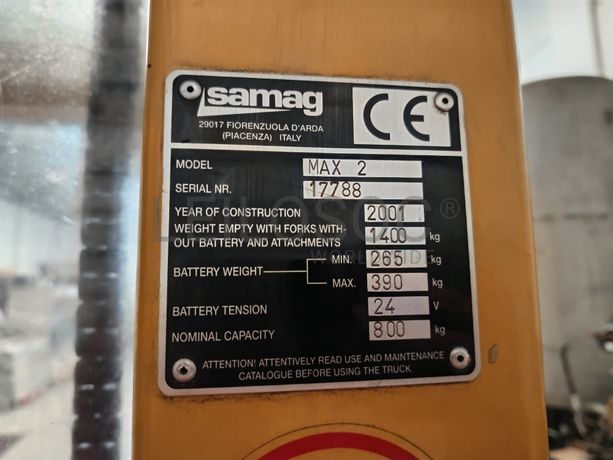 samag
CE
29017 FIORENZUOLA D'ARDA
(PIACENZA) ITALY
MODEL MAX 2
SERIAL NR. 17788
YEAR OF CONSTRUCTION 2001
WEIGHT EMPTY WITH FORKS WITH-
OUT BATTERY AND ATTACHMENTS 1400 kg
BATTERY WEIGHT MIN. 265 kg
MAX. 390 kg
BATTERY TENSION 24 V
NOMINAL CAPACITY 800 kg
ATTENTION! ATTENTIVELY READ USE AND MAINTENANCE
CATALOGUE BEFORE USING THE TRUCK.